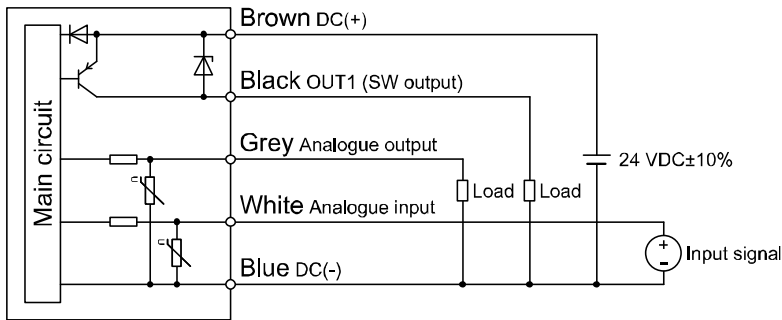 Main circuit
Brown DC(+)
Black OUT1 (SW output)
Grey Analogue output
White Analogue input
Blue DC(-)
Load
Load
24 VDC±10%
Input signal
u
u
+
-